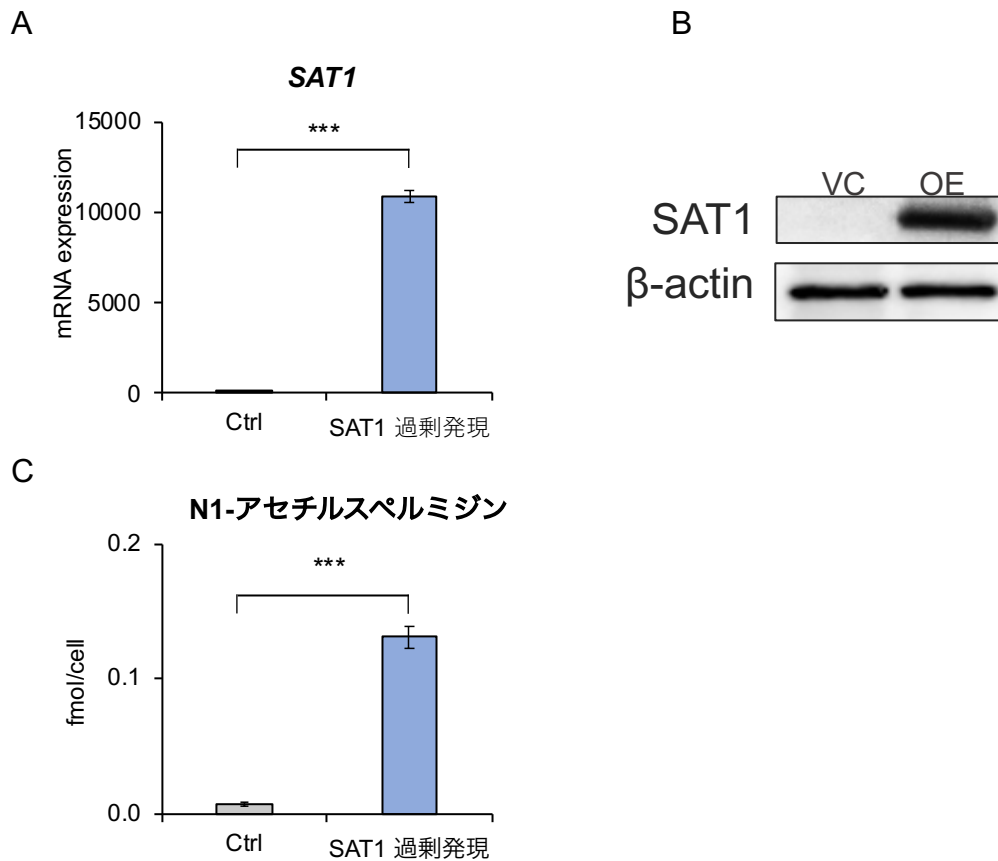 A
SAT1
15000
10000
5000
0
mRNA expression
***
Ctrl
SAT1 過剰発現
B
VC OE
SAT1
β-actin
C
N1-アセチルスペルミジン
0.2
0.1
0.0
fmol/cell
***
Ctrl
SAT1 過剰発現